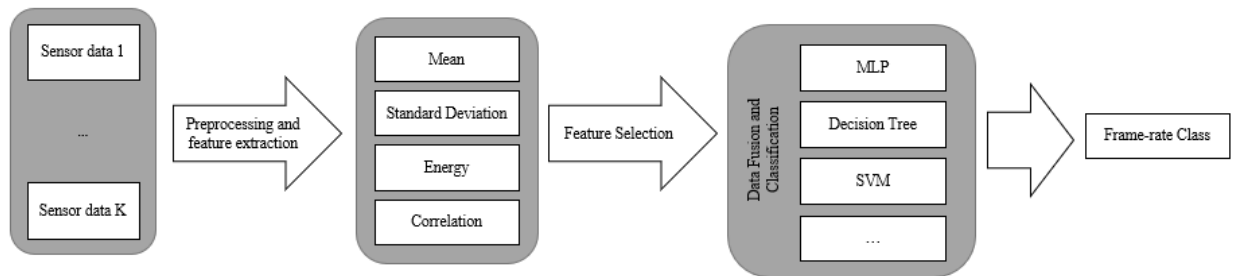 Sensor data 1
...
Sensor data K
Preprocessing and
feature extraction
Mean
Standard Deviation
Energy
Correlation
Feature Selection
Data Fusion and
Classification
MLP
Decision Tree
SVM
...
Frame-rate Class